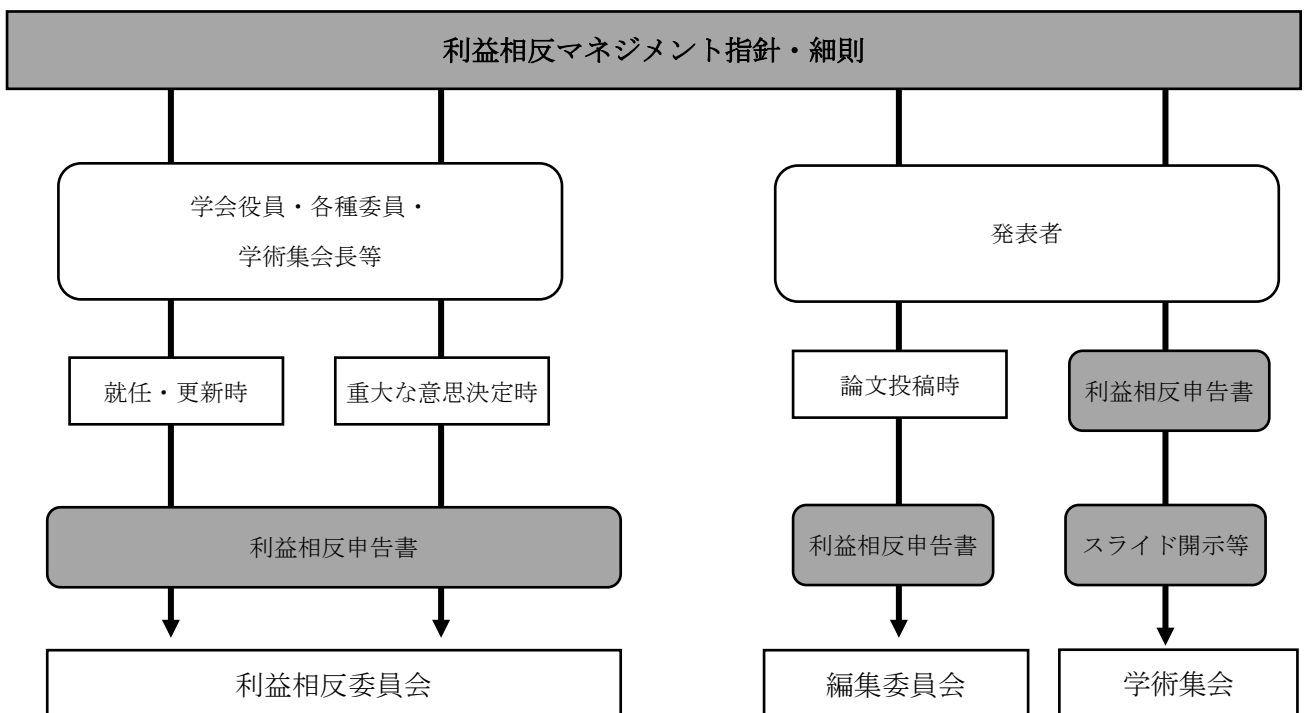 利益相反マネジメント指針・細則
学会役員・各種委員・
学術集会長等
発表者
就任・更新時
重大な意思決定時
論文投稿時
利益相反申告書
利益相反申告書
利益相反申告書
スライド開示等
利益相反委員会
編集委員会
学術集会